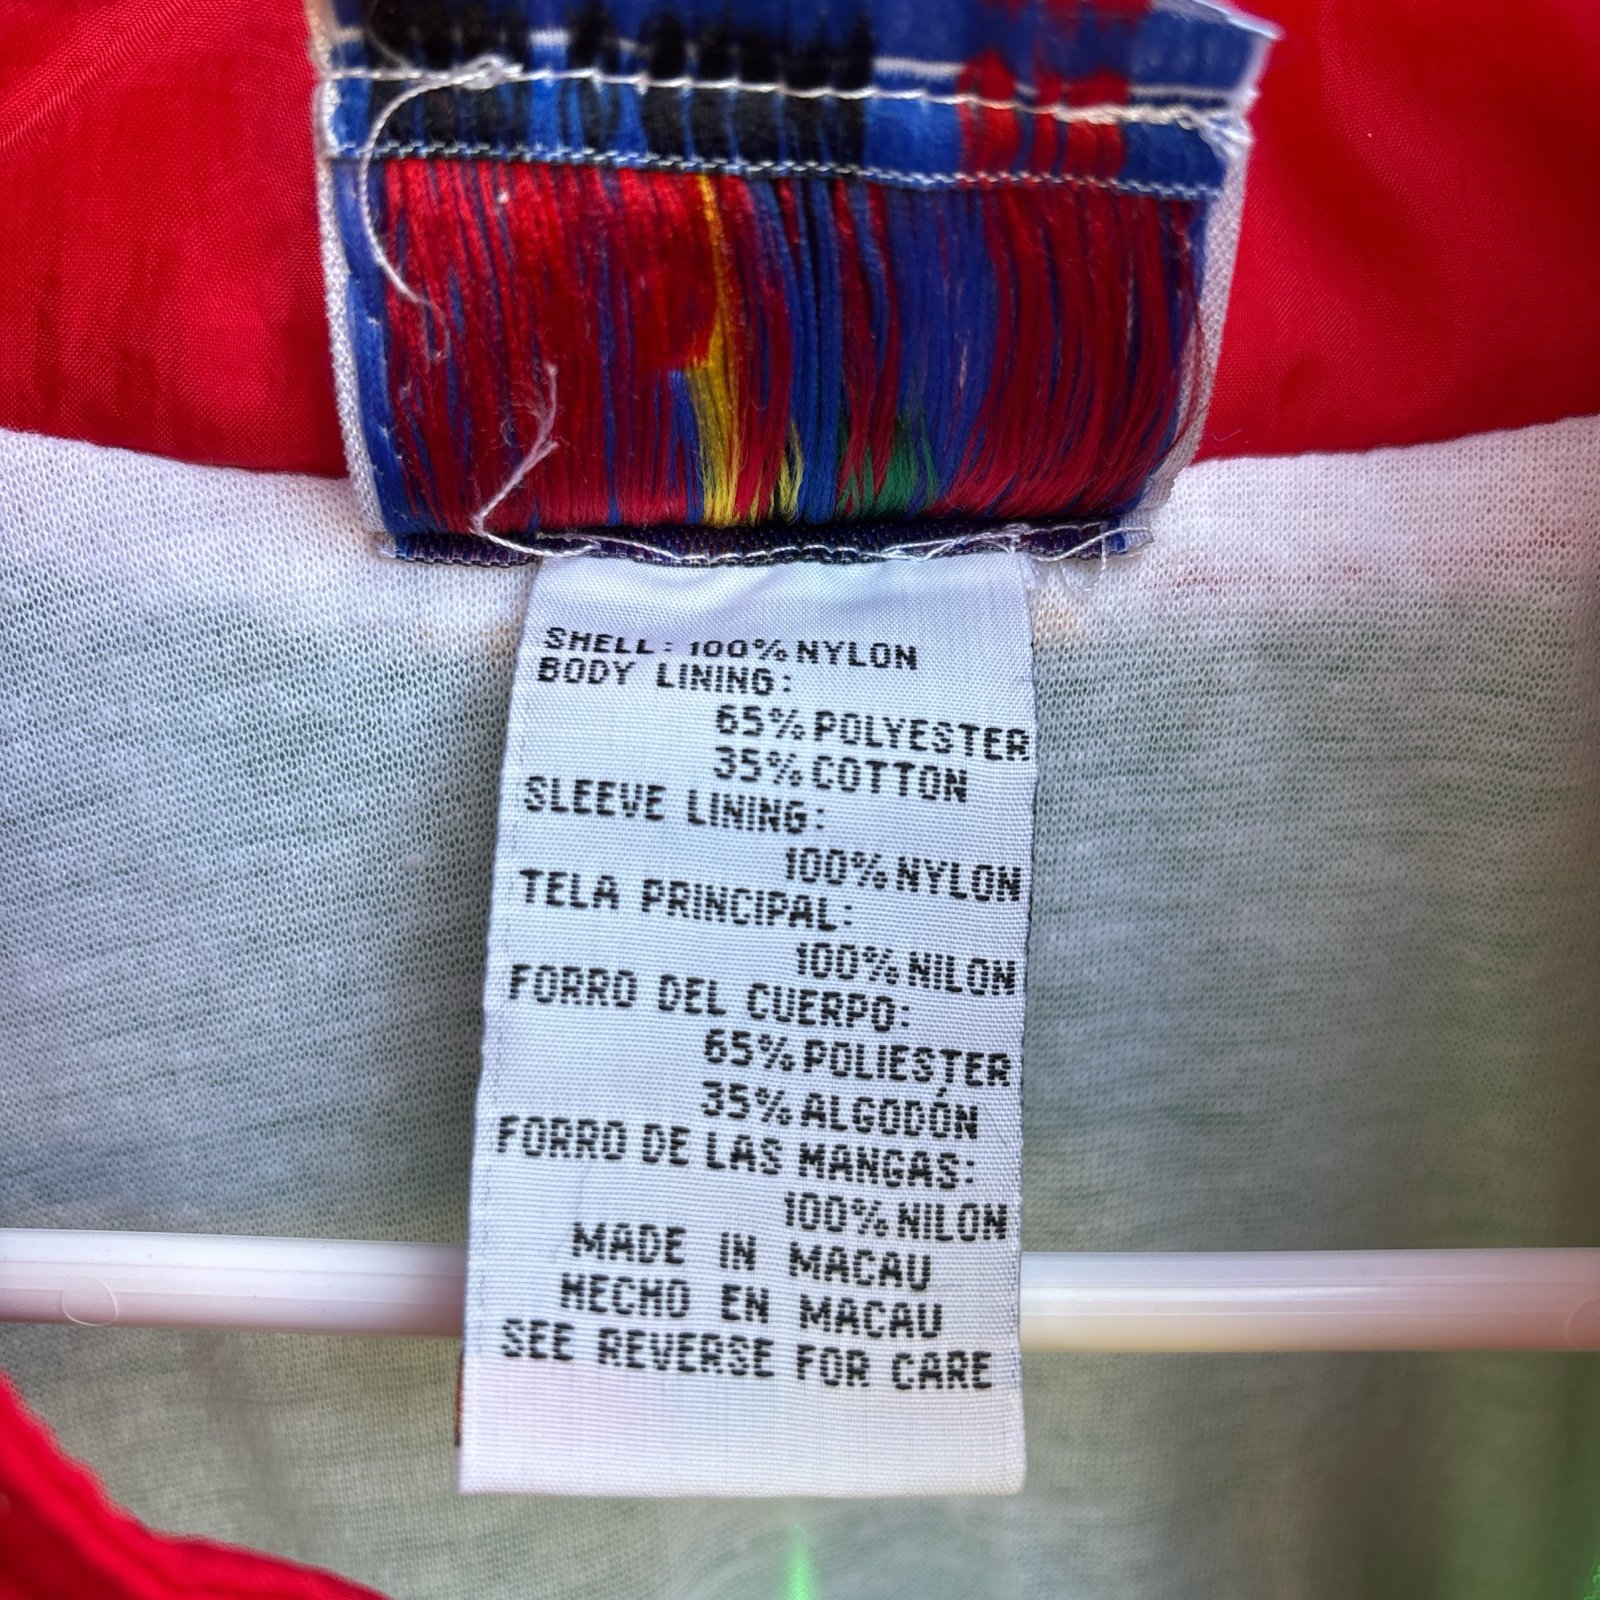 SHELL: 100% NYLON
BODY LINING:
65% POLYESTER
35% COTTON
SLEEVE LINING:
100% NYLON
TELA PRINCIPAL:
100% NILON
FORRO DEL CUERPO:
65% POLIESTER
35% ALGODÓN
FORRO DE LAS MANGAS:
100% NILON
MADE IN MACAU
HECHO EN MACAU
SEE REVERSE FOR CARE